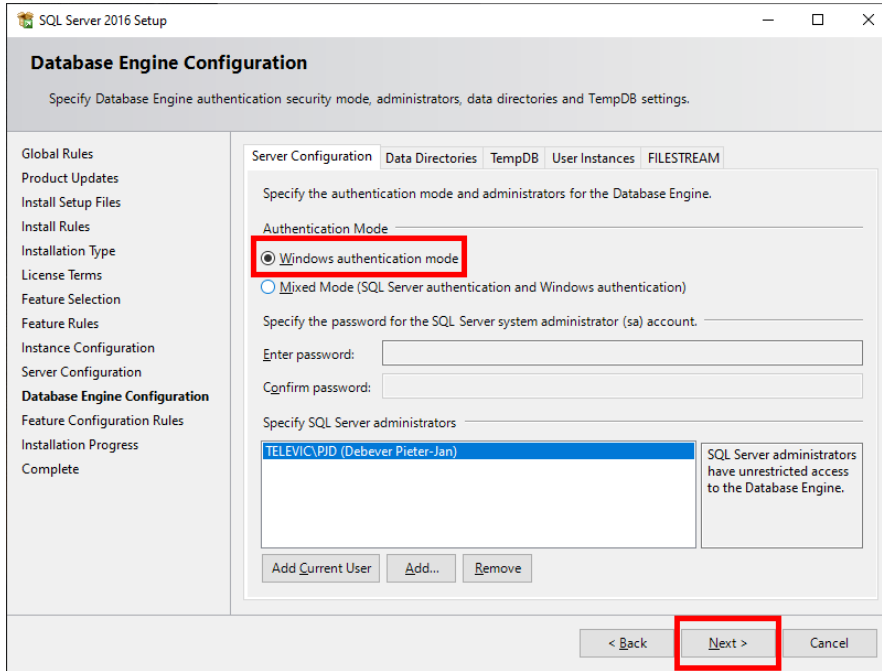 SQL Server 2016 Setup
Database Engine Configuration
Specify Database Engine authentication security mode, administrators, data directories and TempDB settings.
Global Rules
Product Updates
Install Setup Files
Install Rules
Installation Type
License Terms
Feature Selection
Feature Rules
Instance Configuration
Server Configuration
Database Engine Configuration
Feature Configuration Rules
Installation Progress
Complete
Server Configuration Data Directories TempDB User Instances FILESTREAM
Specify the authentication mode and administrators for the Database Engine.
Authentication Mode
Windows authentication mode
Mixed Mode (SQL Server authentication and Windows authentication)
Specify the password for the SQL Server system administrator (sa) account.
Enter password:
Confirm password:
Specify SQL Server administrators
TELEVIC\PJD (Debever Pieter-Jan)
SQL Server administrators
have unrestricted access
to the Database Engine.
Add Current User Add... Remove
< Back Next > Cancel